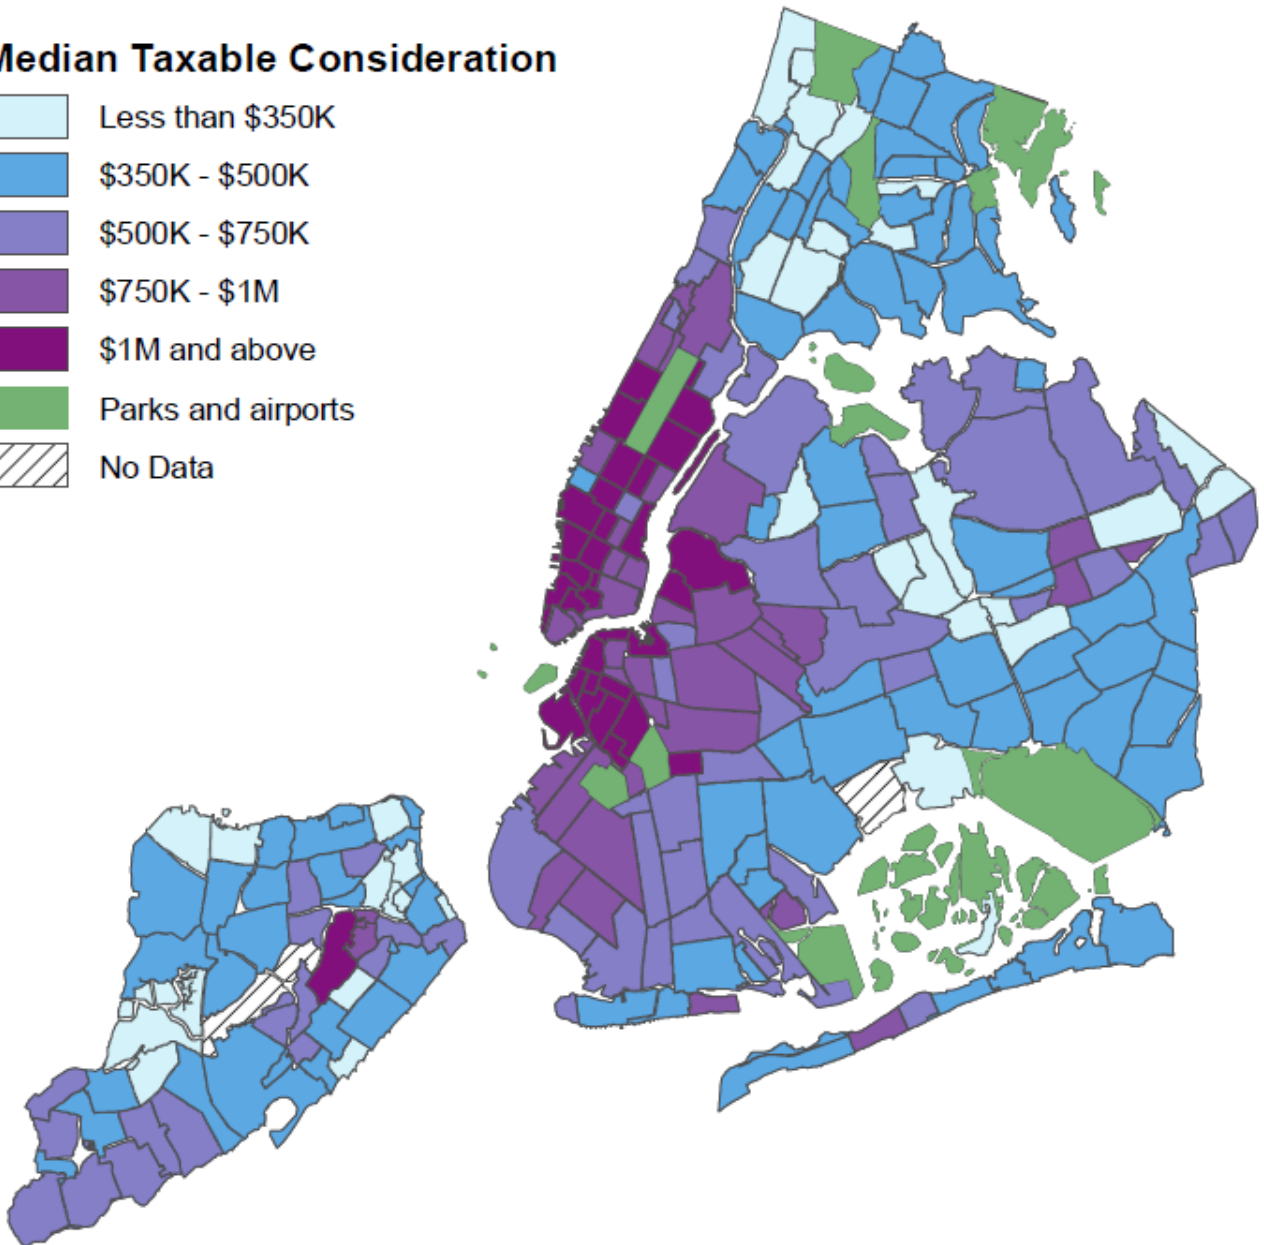 Median Taxable Consideration
Less than $350K
$350K - $500K
$500K - $750K
$750K - $1M
$1M and above
Parks and airports
No Data